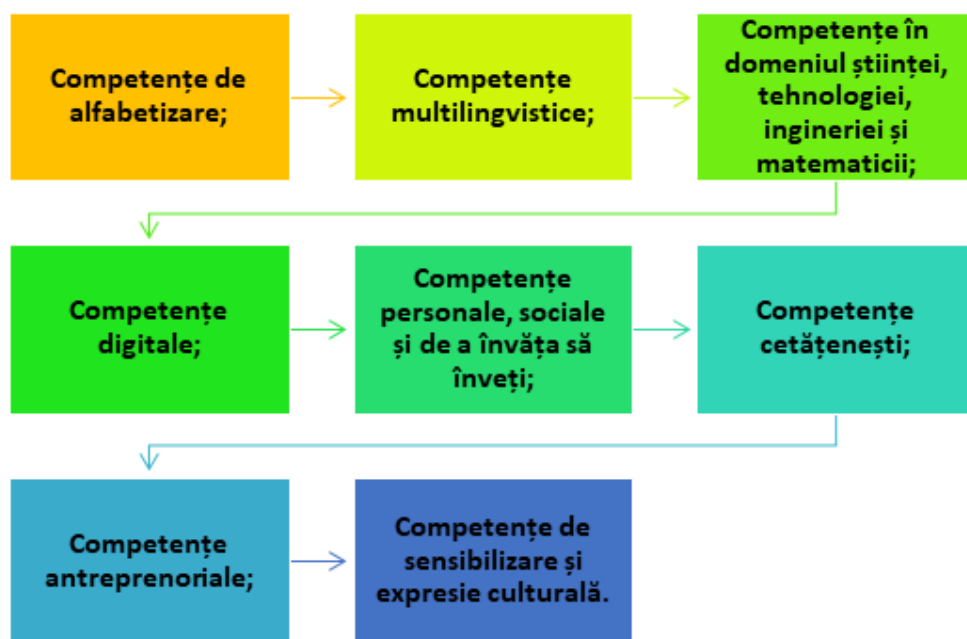 Competențe de
alfabetizare;
Competențe
multilingvistice;
Competențe în
domeniul științei,
tehnologiei,
ingineriei și
matematicii;
Competențe
digitale;
Competențe
personale, sociale
și de a învăța să
înveți;
Competențe
cetățenești;
Competențe
antreprenoriale;
Competențe de
sensibilizare și
expresie culturală.